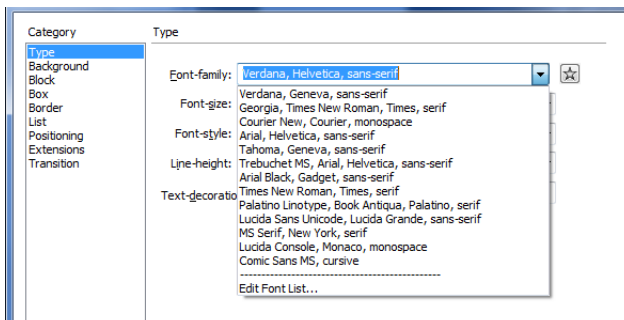 Category
Type
Type
Background
Block
Box
Border
List
Positioning
Extensions
Transition
Font-family: Verdana, Helvetica, sans-serif
Font-size:
Font-style:
Line-height:
Text-decoratio
Verdana, Geneva, sans-serif
Georgia, Times New Roman, Times, serif
Courier New, Courier, monospace
Arial, Helvetica, sans-serif
Tahoma, Geneva, sans-serif
Trebuchet MS, Arial, Helvetica, sans-serif
Arial Black, Gadget, sans-serif
Times New Roman, Times, serif
Palatino Linotype, Book Antiqua, Palatino, serif
Lucida Sans Unicode, Lucida Grande, sans-serif
MS Serif, New York, serif
Lucida Console, Monaco, monospace
Comic Sans MS, cursive
------------------------------------------------
Edit Font List...